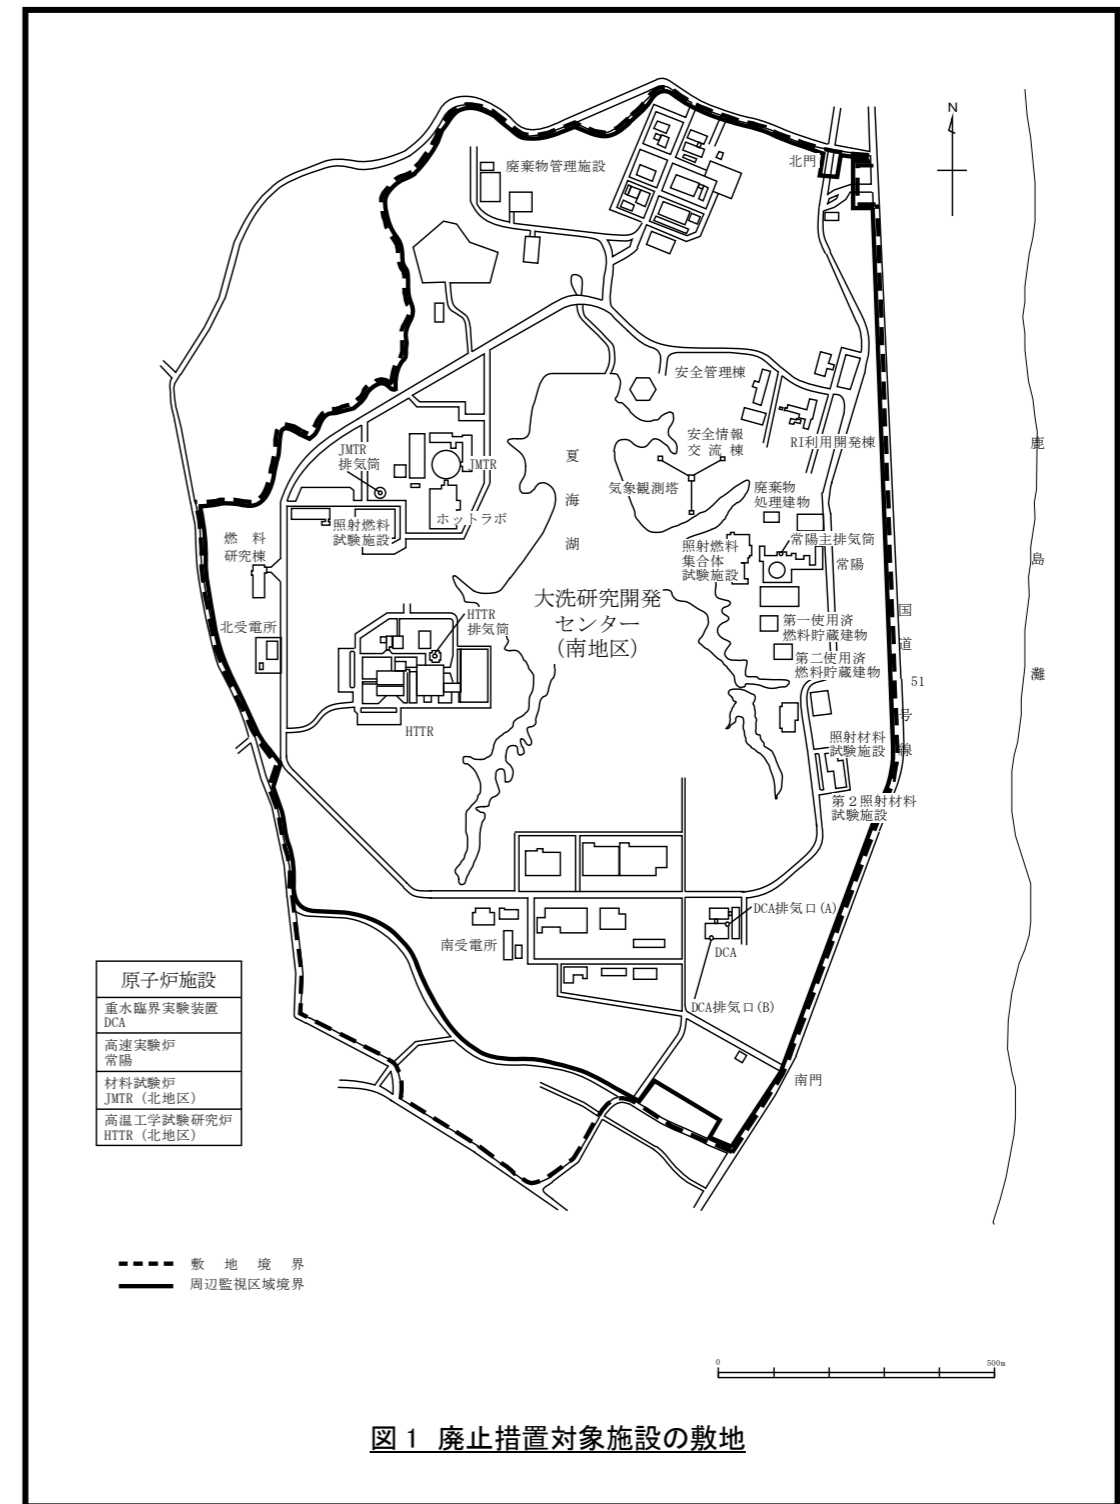 N
北門
廃棄物管理施設
安全管理棟
RI利用開発棟
安全情報
交流棟
気象観測塔
廃棄物
処理建物
JMTR
排気筒
JMTR
ホットラボ
照射燃料
試験施設
燃料
研究棟
北受電所
夏海湖
鹿島灘
国道51号線
常陽主排気筒
常陽
照射燃料
集合体
試験施設
大洗研究開発
センター
(南地区)
第一使用済
燃料貯蔵建物
第二使用済
燃料貯蔵建物
HTTR
排気筒
HTTR
照射材料
試験施設
第2照射材料
試験施設
DCA排気口(A)
DCA
DCA排気口(B)
南受電所
南門
原子炉施設
重水臨界実験装置
DCA
高速実験炉
常陽
材料試験炉
JMTR (北地区)
高温工学試験研究炉
HTTR (北地区)
敷地境界
周辺監視区域境界
0 500m
図1 廃止措置対象施設の敷地